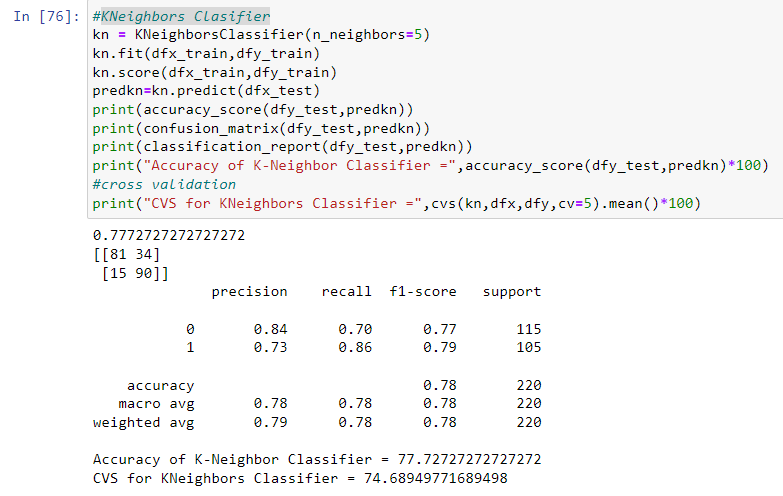 In [76]: #KNeighbors Clasifier
kn = KNeighborsClassifier(n_neighbors=5)
kn.fit(dfx_train,dfy_train)
kn.score(dfx_train,dfy_train)
predkn=kn.predict(dfx_test)
print(accuracy_score(dfy_test,predkn))
print(confusion_matrix(dfy_test,predkn))
print(classification_report(dfy_test,predkn))
print("Accuracy of K-Neighbor Classifier =",accuracy_score(dfy_test,predkn)*100)
#cross validation
print("CVS for KNeighbors Classifier =",cvs(kn,dfx,dfy,cv=5).mean()*100)
0.7772727272727272
[[81 34]
 [15 90]]
              precision    recall  f1-score   support

           0       0.84      0.70      0.77       115
           1       0.73      0.86      0.79       105

    accuracy                           0.78       220
   macro avg       0.78      0.78      0.78       220
weighted avg       0.79      0.78      0.78       220

Accuracy of K-Neighbor Classifier = 77.72727272727272
CVS for KNeighbors Classifier = 74.68949771689498